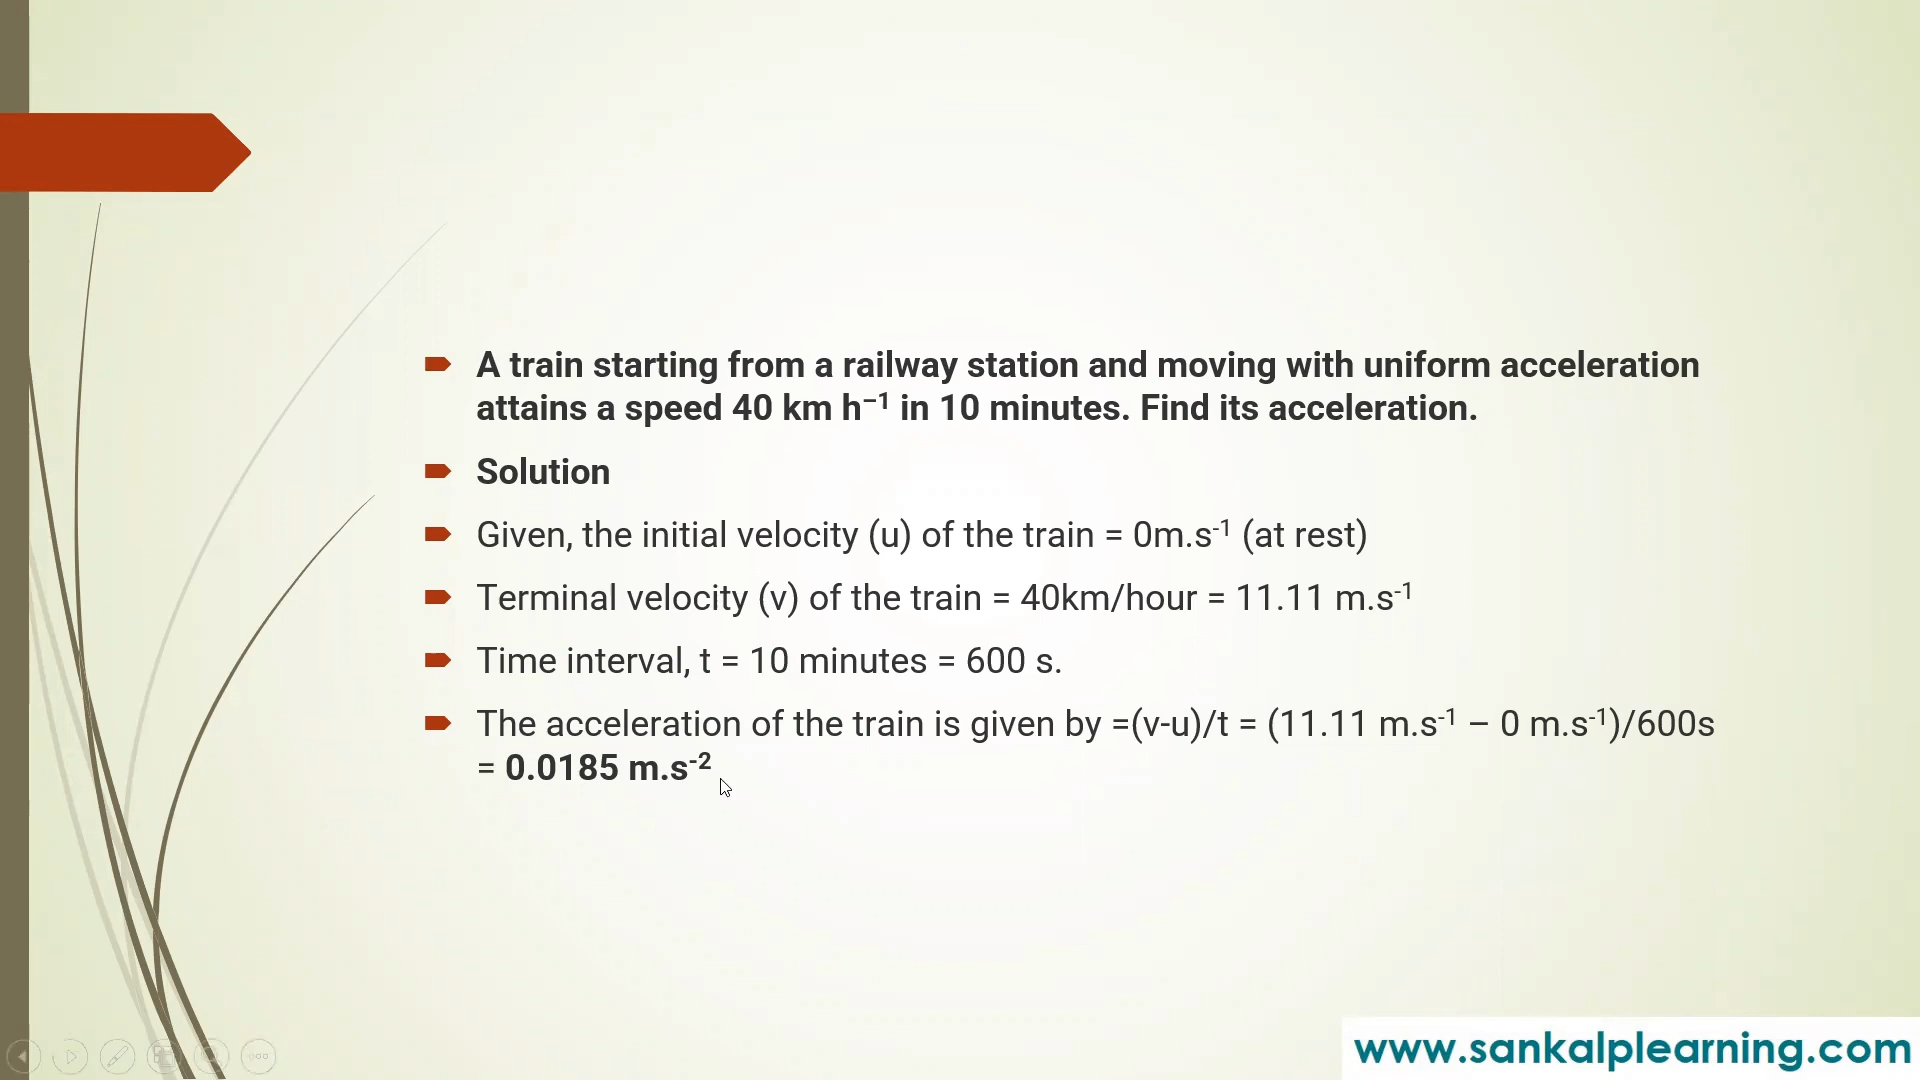 A train starting from a railway station and moving with uniform acceleration
attains a speed 40 km h⁻¹ in 10 minutes. Find its acceleration.
Solution
Given, the initial velocity (u) of the train = 0m.s⁻¹ (at rest)
Terminal velocity (v) of the train = 40km/hour = 11.11 m.s⁻¹
Time interval, t = 10 minutes = 600 s.
The acceleration of the train is given by =(v-u)/t = (11.11 m.s⁻¹ – 0 m.s⁻¹)/600s
= 0.0185 m.s⁻²
www.sankalplearning.com